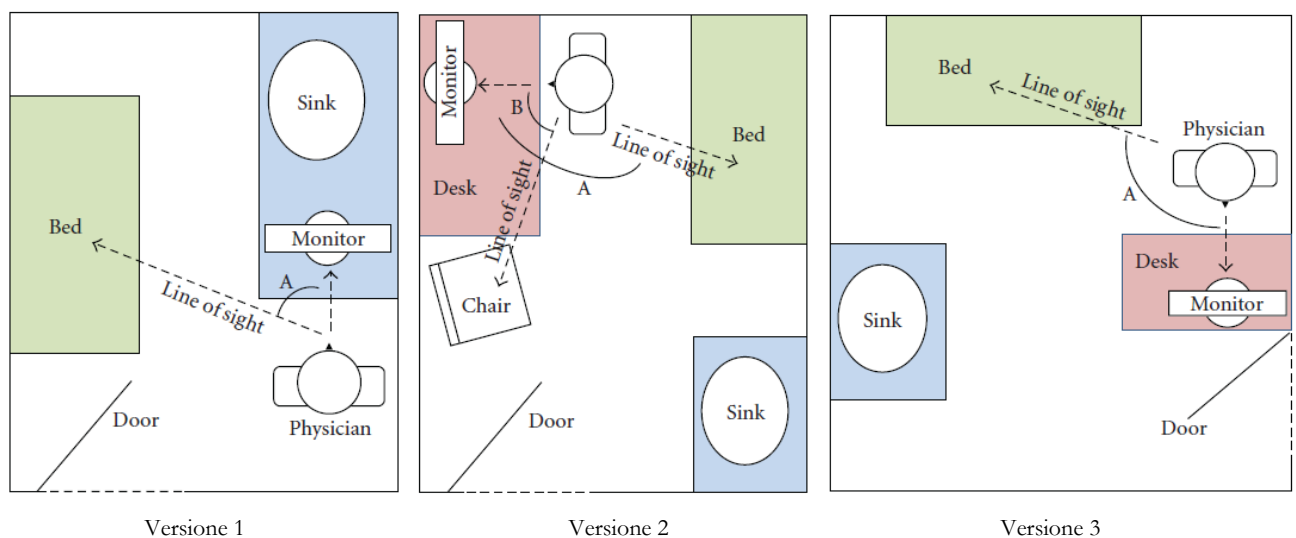 Sink
Bed
Monitor
A
Line of sight
Door
Physician
Versione 1
Monitor
B
Bed
Line of sight
A
Desk
Line of sight
Chair
Sink
Door
Versione 2
Bed
Line of sight
Physician
A
Desk
Monitor
Sink
Door
Versione 3